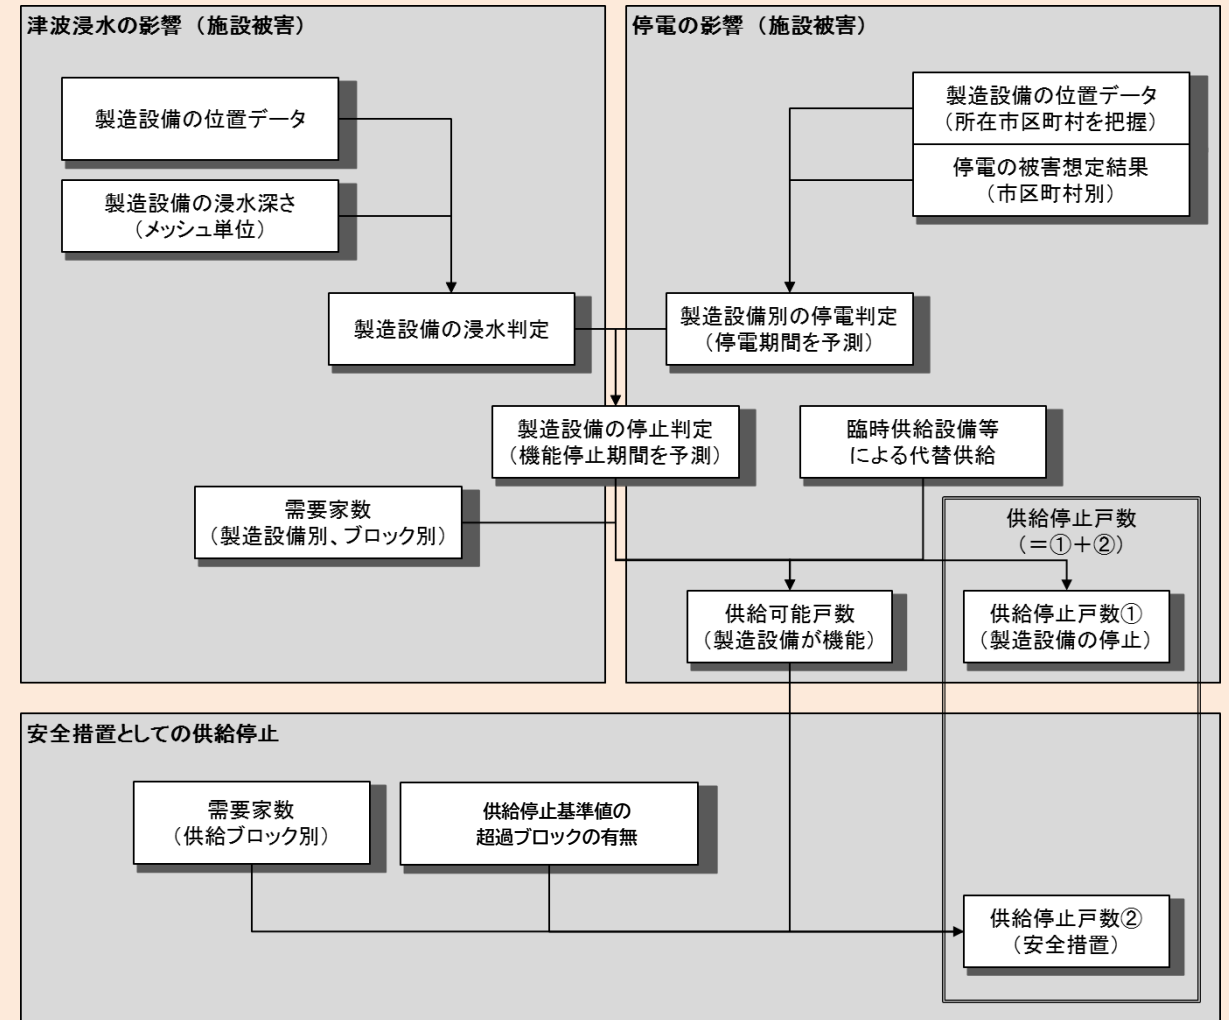 津波浸水の影響（施設被害）
製造設備の位置データ
製造設備の浸水深さ
（メッシュ単位）
製造設備の浸水判定
停電の影響（施設被害）
製造設備の位置データ
（所在市区町村を把握）
停電の被害想定結果
（市区町村別）
製造設備別の停電判定
（停電期間を予測）
製造設備の停止判定
（機能停止期間を予測）
臨時供給設備等
による代替供給
需要家数
（製造設備別、ブロック別）
供給停止戸数
（＝①＋②）
供給可能戸数
（製造設備が機能）
供給停止戸数①
（製造設備の停止）
安全措置としての供給停止
需要家数
（供給ブロック別）
供給停止基準値の
超過ブロックの有無
供給停止戸数②
（安全措置）